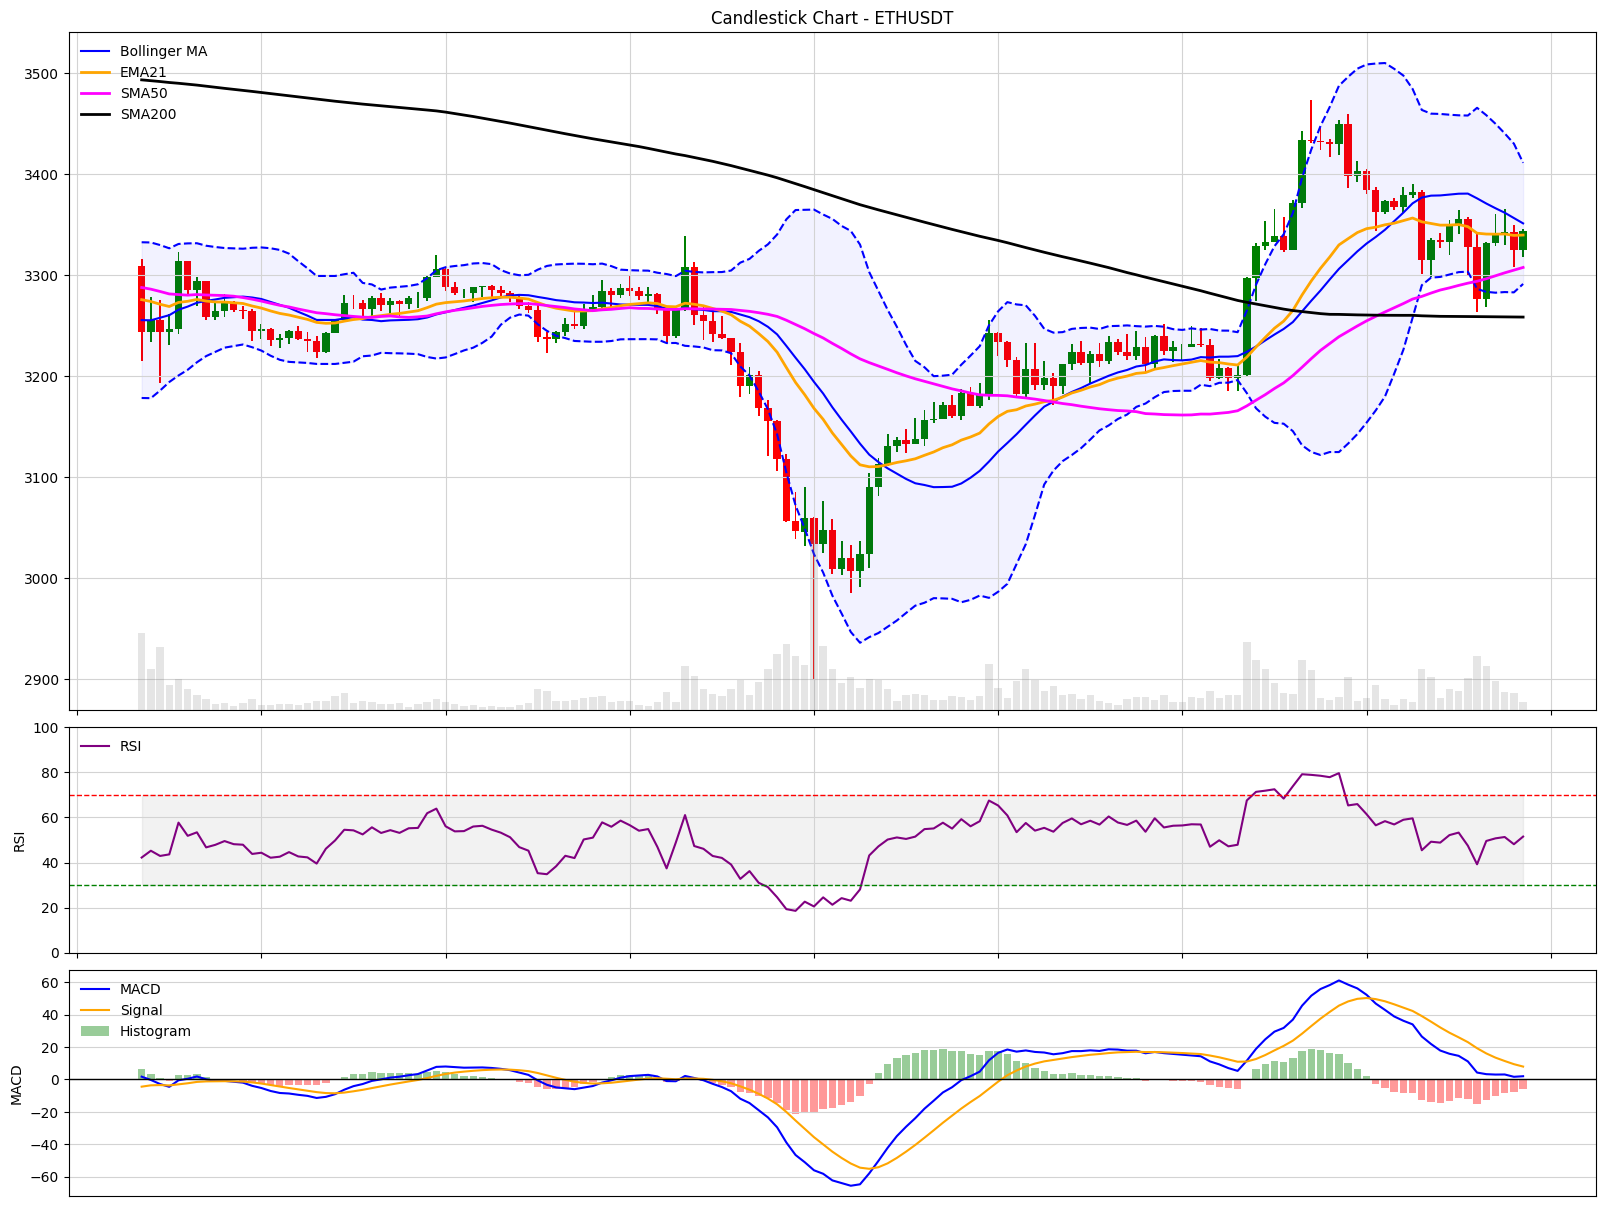 Candlestick Chart - ETHUSDT
Bollinger MA
EMA21
SMA50
SMA200
3500
3400
3300
3200
3100
3000
2900
RSI
RSI
100
80
60
40
20
0
MACD
Signal
Histogram
MACD
60
40
20
0
−20
−40
−60